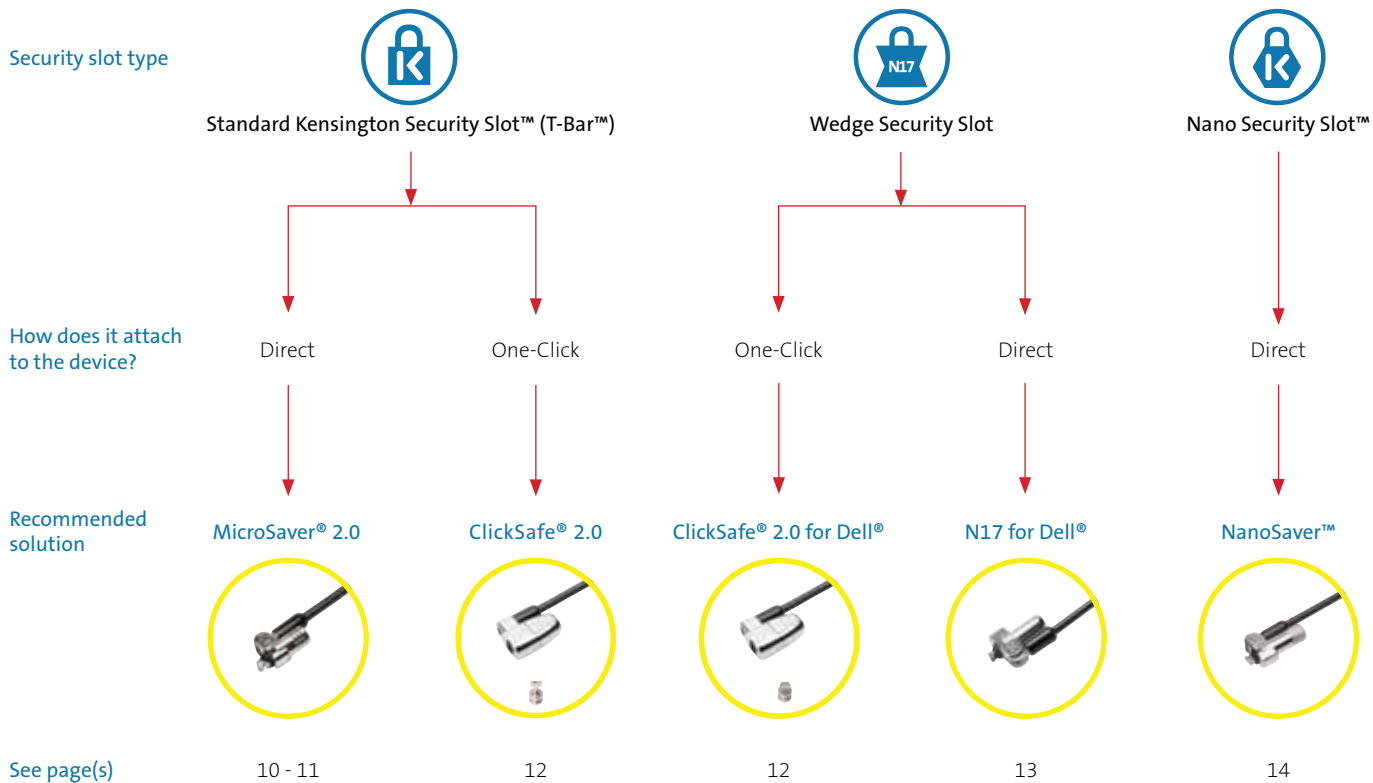 Security slot type
N17
Standard Kensington Security Slot™ (T-Bar™)
Wedge Security Slot
Nano Security Slot™
How does it attach
to the device?
Direct
One-Click
One-Click
Direct
Direct
Recommended
solution
MicroSaver® 2.0
ClickSafe® 2.0
ClickSafe® 2.0 for Dell®
N17 for Dell®
NanoSaver™
See page(s)
10 - 11
12
12
13
14